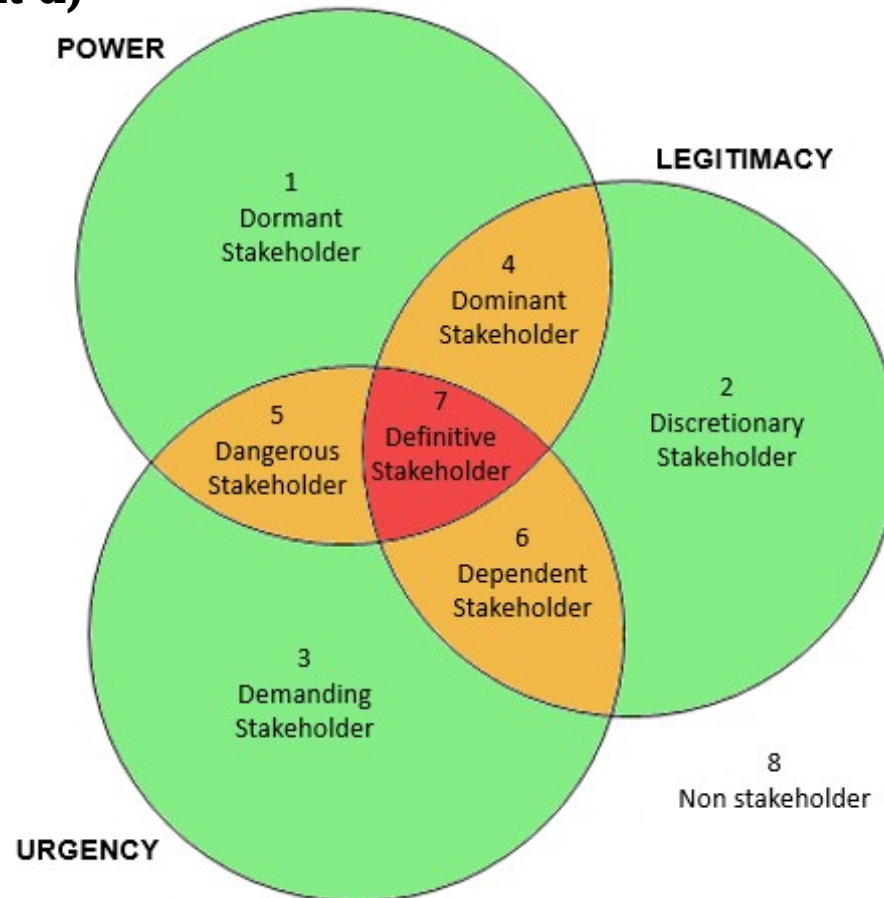 POWER
LEGITIMACY
1
Dormant
Stakeholder
4
Dominant
Stakeholder
2
Discretionary
Stakeholder
5
Dangerous
Stakeholder
7
Definitive
Stakeholder
6
Dependent
Stakeholder
3
Demanding
Stakeholder
8
Non stakeholder
URGENCY